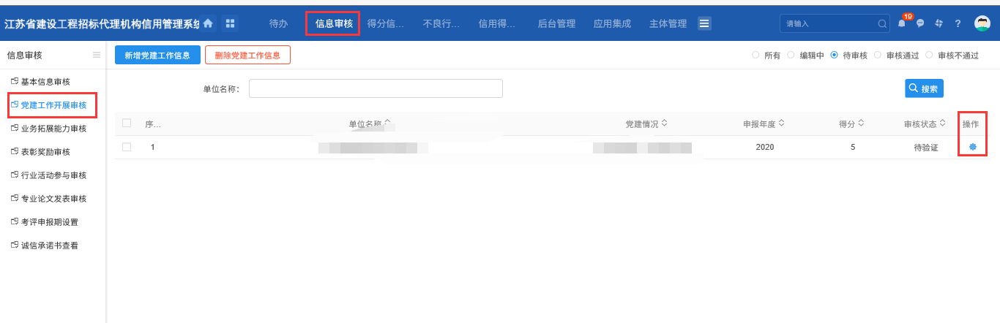 江苏省建设工程招标代理机构信用管理系统 待办 信息审核 得分信... 不良行... 信用得... 后台管理 应用集成 主体管理 请输入 19 ?
信息审核 新增党建工作信息 删除党建工作信息 所有 编辑中 待审核 审核通过 审核不通过
基本信息审核
党建工作开展审核
业务拓展能力审核
表彰奖励审核
行业活动参与审核
专业论文发表审核
考评申报期设置
诚信承诺书查看
单位名称: 搜索
序... 单位名称 党建情况 申报年度 得分 审核状态 操作
1 2020 5 待验证